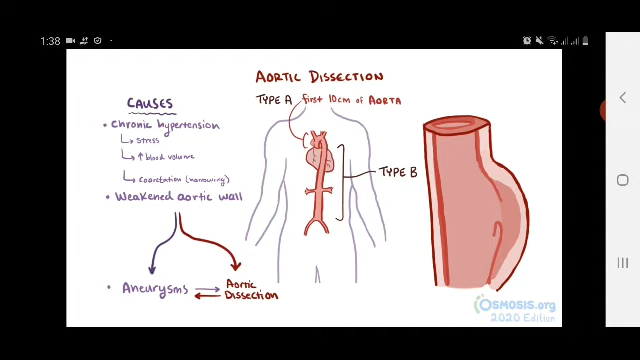 1:38
AORTIC DISSECTION
TYPE A first 10cm of AORTA
CAUSES
• Chronic hypertension
↳ stress
↳ ↑ blood volume
↳ coarctation (narrowing)
• Weakened aortic wall
TYPE B
• Aneurysms
Aortic
Dissection
OSMOSIS.org
2020 Edition